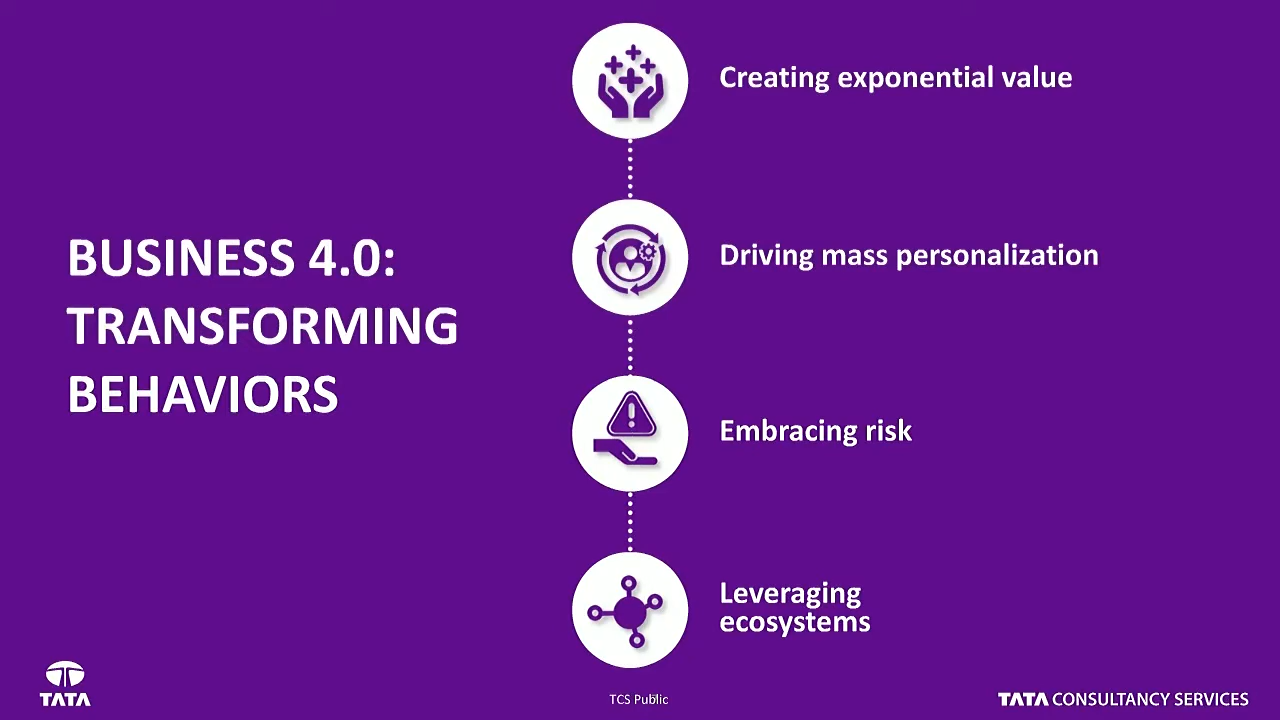 BUSINESS 4.0:
TRANSFORMING
BEHAVIORS
Creating exponential value
Driving mass personalization
Embracing risk
Leveraging
ecosystems
TATA
TCS Public
TATA CONSULTANCY SERVICES